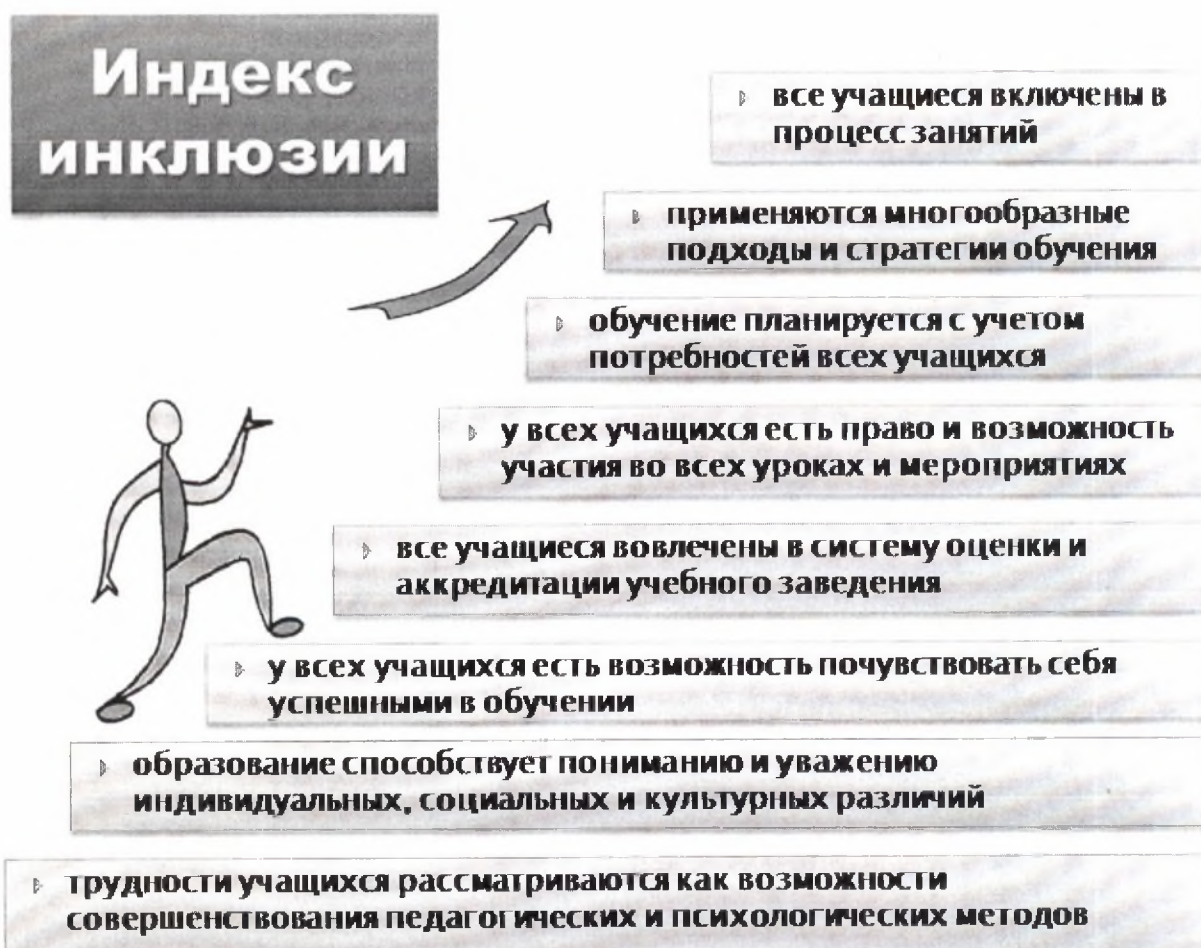 Индекс
инклюзии
все учащиеся включены в
процесс занятий
применяются многообразные
подходы и стратегии обучения
обучение планируется с учетом
потребностей всех учащихся
у всех учащихся есть право и возможность
участия во всех уроках и мероприятиях
все учащиеся вовлечены в систему оценки и
аккредитации учебного заведения
у всех учащихся есть возможность почувствовать себя
успешными в обучении
образование способствует пониманию и уважению
индивидуальных, социальных и культурных различий
трудности учащихся рассматриваются как возможности
совершенствования педагогических и психологических методов